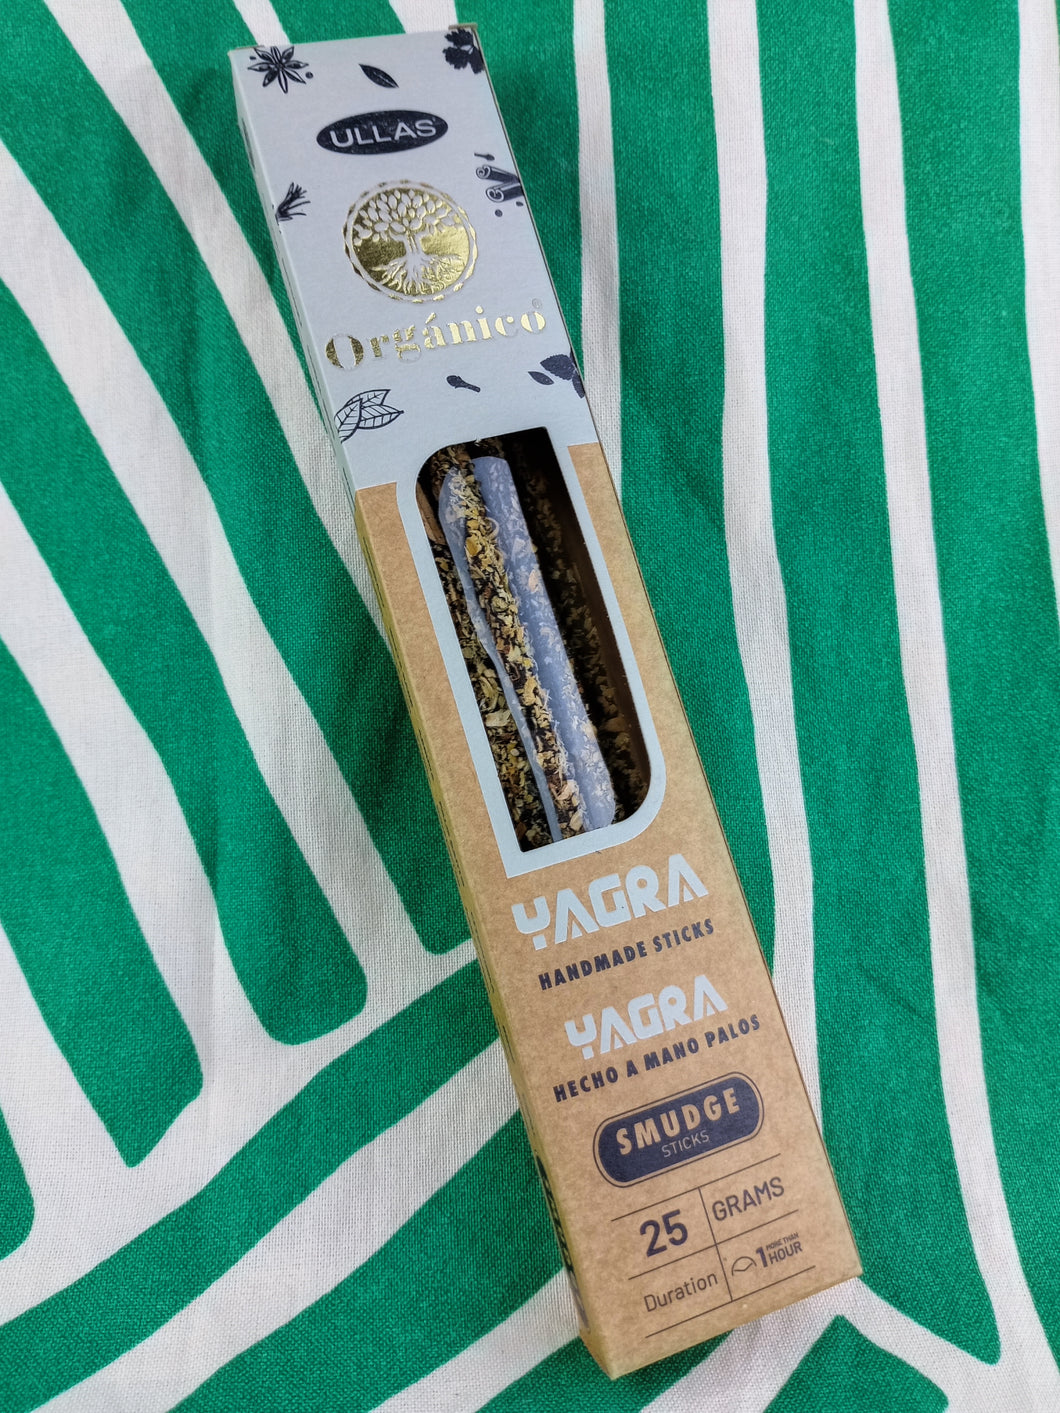 ULLAS
Orgánico®
YAGRA
HANDMADE STICKS
YAGRA
HECHO A MANO PALOS
SMUDGE
STICKS
25 GRAMS
Duration 1 MORE THAN HOUR